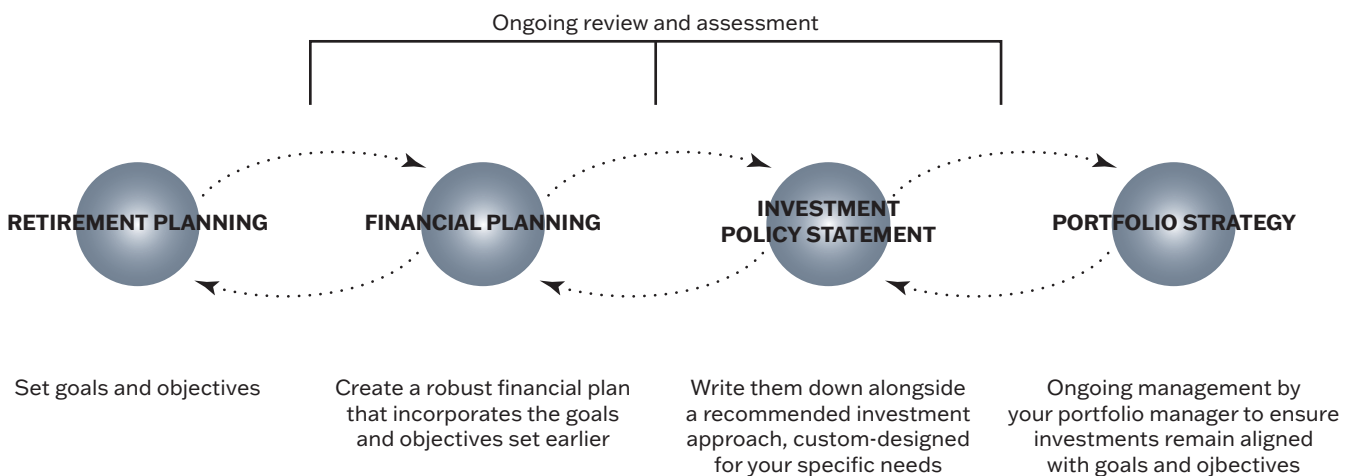 Ongoing review and assessment
RETIREMENT PLANNING
FINANCIAL PLANNING
INVESTMENT
POLICY STATEMENT
PORTFOLIO STRATEGY
Set goals and objectives
Create a robust financial plan
that incorporates the goals
and objectives set earlier
Write them down alongside
a recommended investment
approach, custom-designed
for your specific needs
Ongoing management by
your portfolio manager to ensure
investments remain aligned
with goals and ojbectives